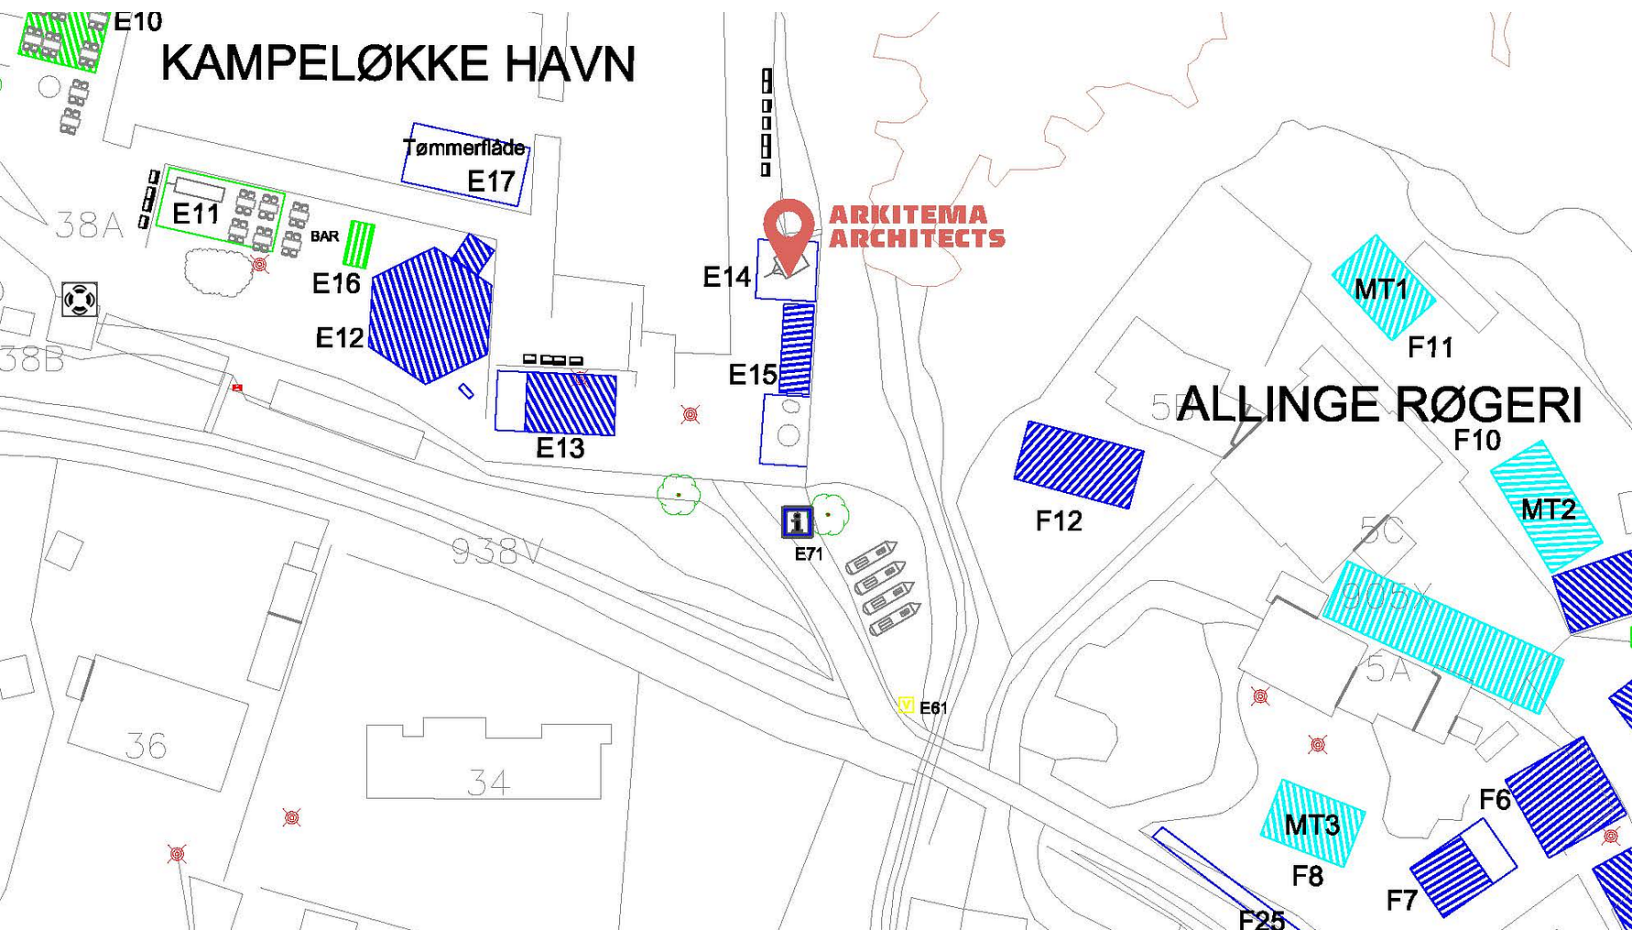 E10
KAMPELØKKE HAVN
Tømmerflåde
E17
E11
38A
BAR
E16
E12
38B
E13
ARKITEMA
ARCHITECTS
E14
E15
MT1
F11
ALLINGE RØGERI
F10
F12
MT2
5C
905X
5A
i
E71
938V
V
E61
36
34
MT3
F8
F6
F7
F25